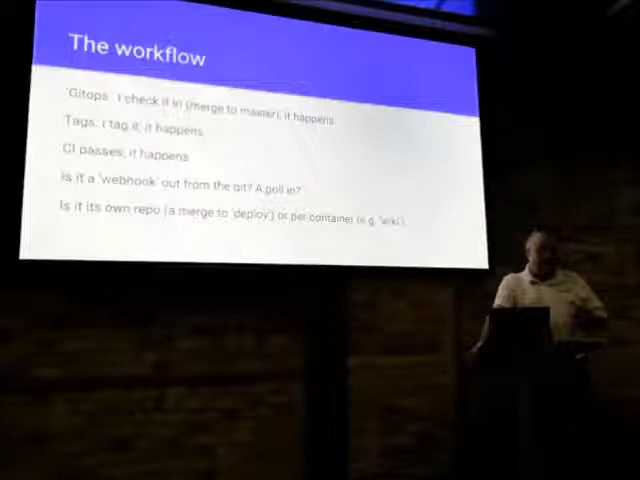 The workflow
'Gitops': I check it in (merge to master), it happens
Tags: I tag it, it happens
CI passes, it happens
Is it a 'webhook' out from the git? A poll in?
Is it its own repo (a merge to 'deploy') or per container (e.g. 'wiki')